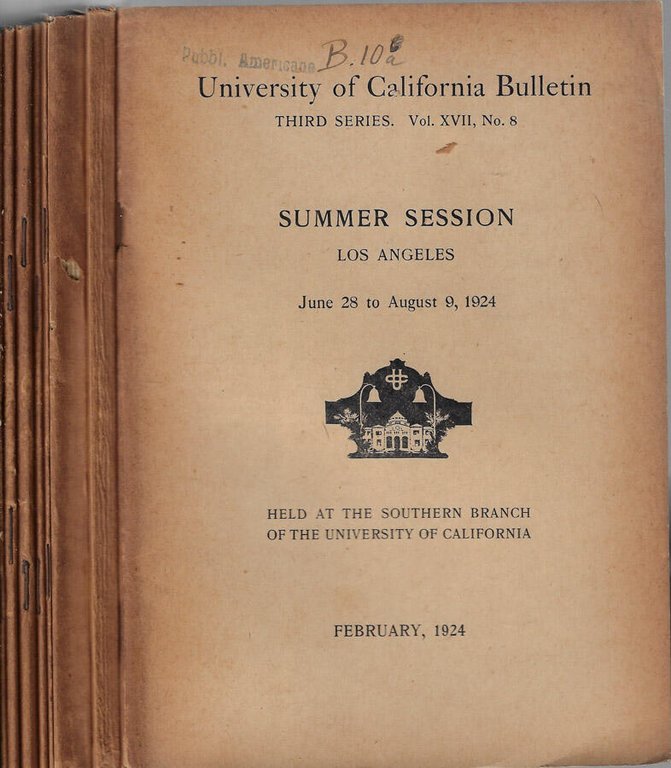 Pubbl. Americane B.10a
University of California Bulletin
THIRD SERIES. Vol. XVII, No. 8
SUMMER SESSION
LOS ANGELES
June 28 to August 9, 1924
HELD AT THE SOUTHERN BRANCH
OF THE UNIVERSITY OF CALIFORNIA
FEBRUARY, 1924